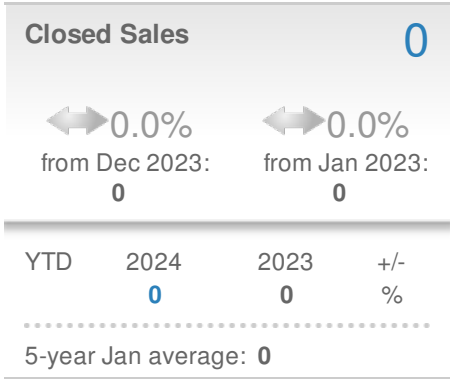 Closed Sales 0
0.0% 0.0%
from Dec 2023: from Jan 2023:
0 0
YTD 2024 2023 +/-
0 0 %
5-year Jan average: 0